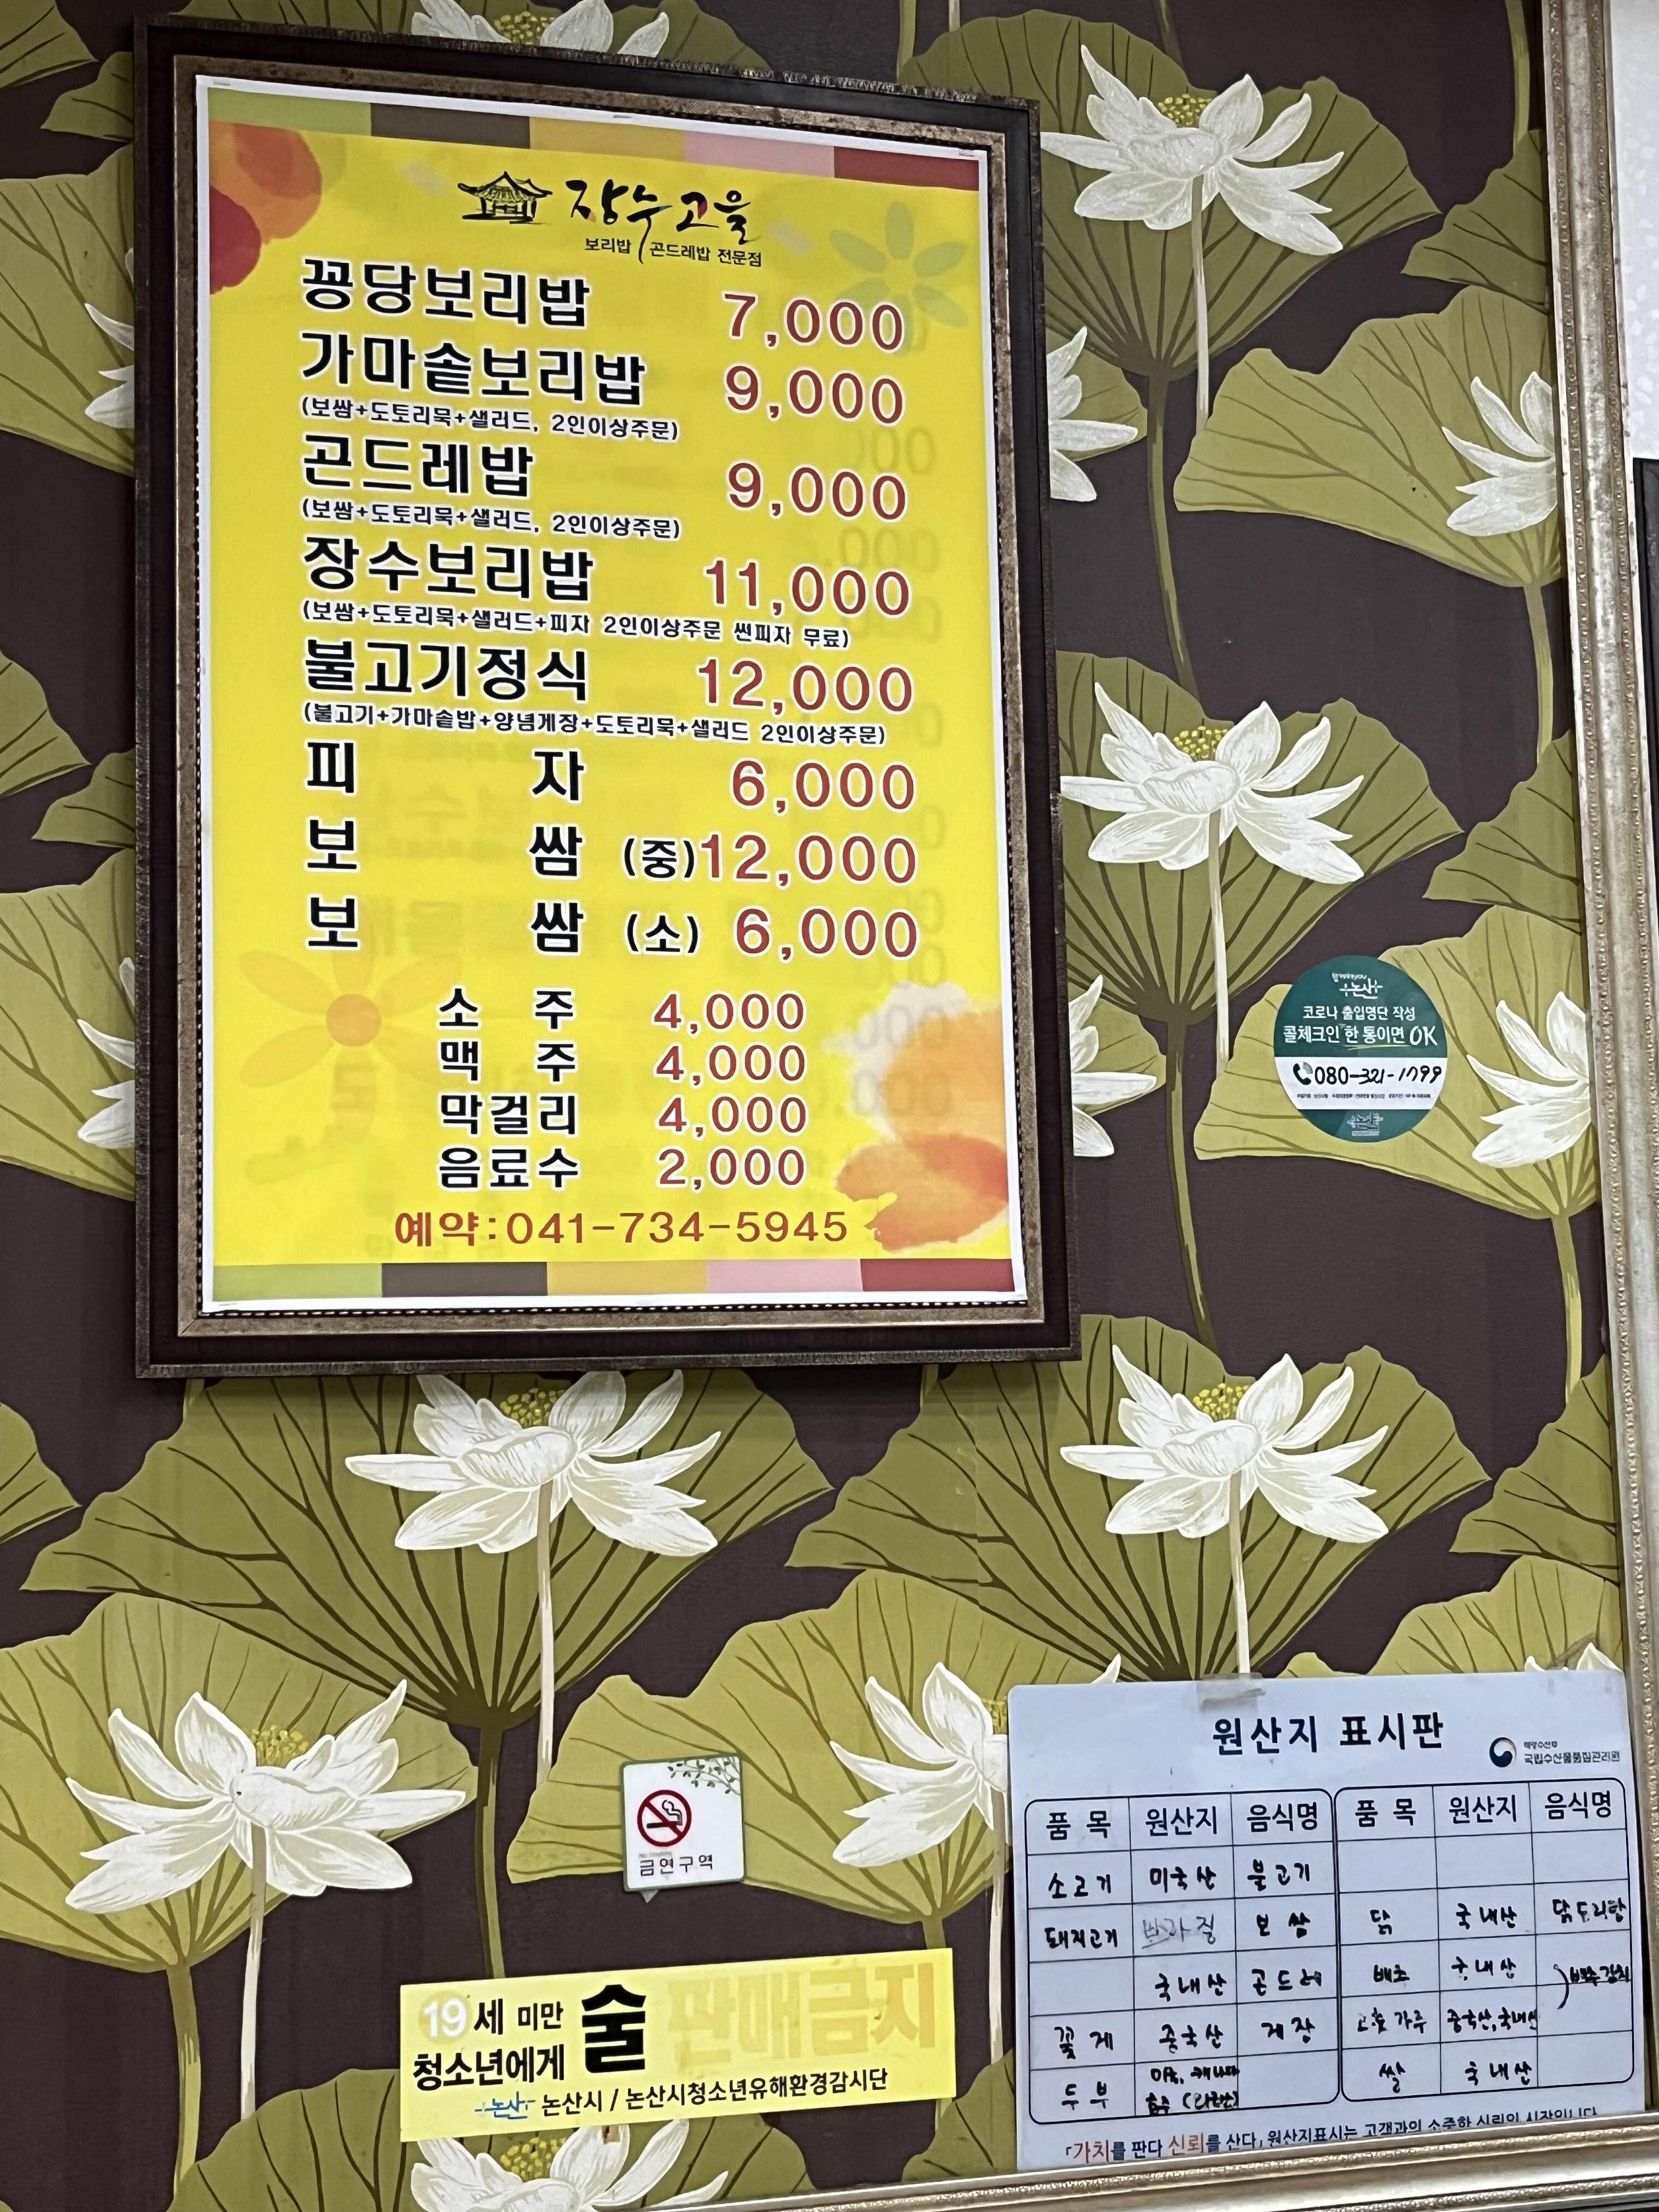 장수고을
보리밥 곤드레밥 전문점
꽁당보리밥 7,000
가마솥보리밥 9,000
(보쌈+도토리묵+샐러드, 2인이상주문)
곤드레밥 9,000
(보쌈+도토리묵+샐러드, 2인이상주문)
장수보리밥 11,000
(보쌈+도토리묵+샐러드+피자 2인이상주문 씬피자 무료)
불고기정식 12,000
(불고기+가마솥밥+양념게장+도토리묵+샐러드 2인이상주문)
피 자 6,000
보 쌈 (중)12,000
보 쌈 (소) 6,000
소 주 4,000
맥 주 4,000
막걸리 4,000
음료수 2,000
예약:041-734-5945
논산
코로나 출입명단 작성
콜체크인 한 통이면 OK
080-321-1799
금연구역
19세 미만
청소년에게 술 판매금지
논산 논산시 / 논산시청소년유해환경감시단
원산지 표시판
해양수산부
국립수산물품질관리원
품 목 원산지 음식명 품 목 원산지 음식명
소고기 미국산 불고기
돼지고기 보쌈 닭 국내산 닭도리탕
국내산 곤드레 배추 국내산 배추김치
꽃게 중국산 게장 고춧가루 중국산,국내산
두부 쌀 국내산
「가치를 판다 신뢰를 산다」 원산지표시는 고객과의 소중한 신뢰의 시작입니다